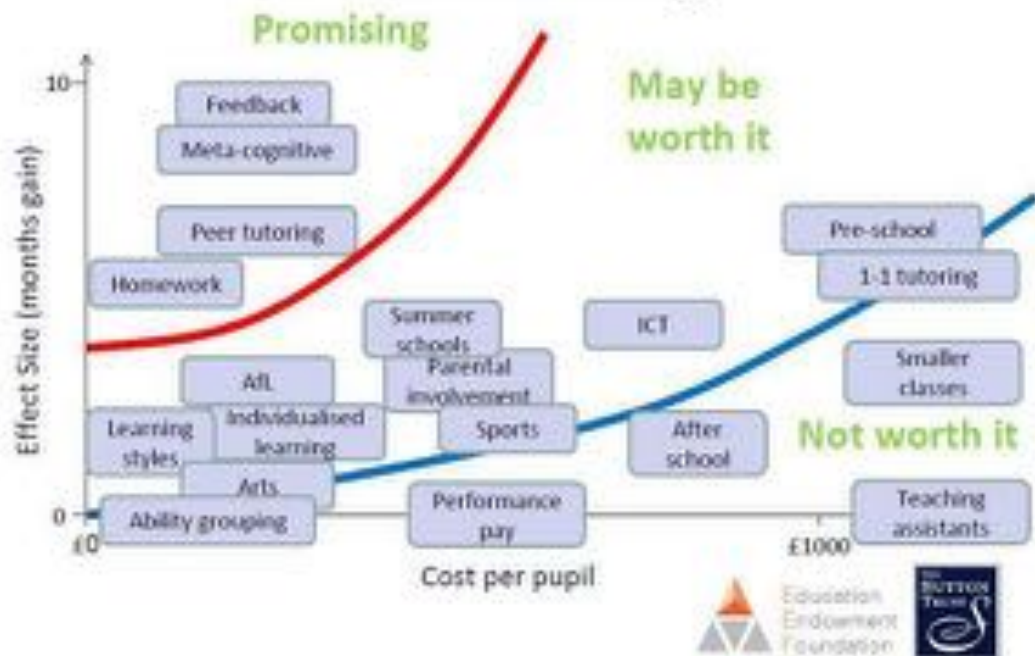 Promising
May be
worth it
10
Feedback
Meta-cognitive
Peer tutoring
Pre-school
Homework
1-1 tutoring
Summer
schools
ICT
Effect Size (months gain)
AfL
Parental
involvement
Smaller
classes
Learning
styles
Individualised
learning
Sports
After
school
Not worth it
Arts
Ability grouping
Performance
pay
Teaching
assistants
0
£0
£1000
Cost per pupil
Education
Endowment
Foundation
SUTTON
TRUST